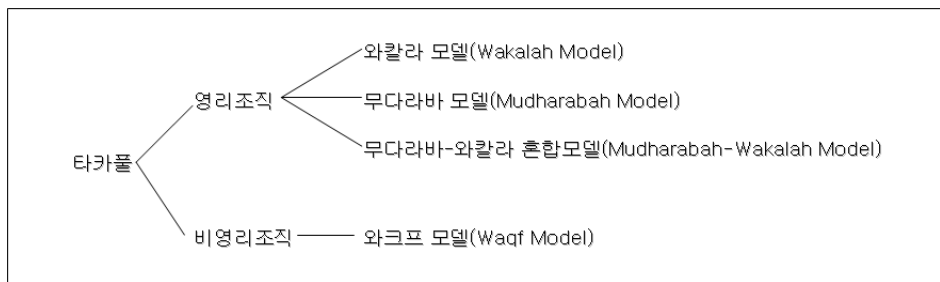 와칼라 모델(Wakalah Model)
영리조직
무다라바 모델(Mudharabah Model)
무다라바-와칼라 혼합모델(Mudharabah-Wakalah Model)
타카풀
비영리조직
와크프 모델(Waqf Model)